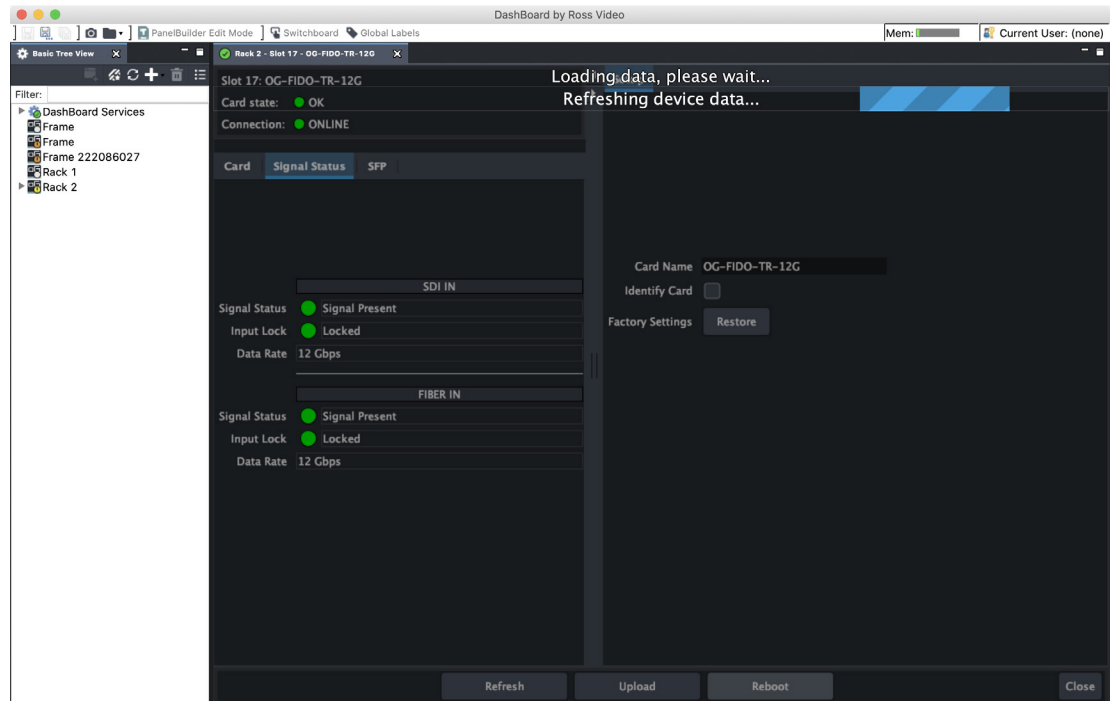 DashBoard by Ross Video
PanelBuilder Edit Mode
Switchboard
Global Labels
Mem:
Current User: (none)
Basic Tree View
Rack 2 - Slot 17 - OG-FIDO-TR-12G
Filter:
DashBoard Services
Frame
Frame
Frame 222086027
Rack 1
Rack 2
Slot 17: OG-FIDO-TR-12G
Loading data, please wait...
Refreshing device data...
Card state: OK
Connection: ONLINE
Card
Signal Status
SFP
SDI IN
Signal Status Signal Present
Input Lock Locked
Data Rate 12 Gbps
FIBER IN
Signal Status Signal Present
Input Lock Locked
Data Rate 12 Gbps
Card Name OG-FIDO-TR-12G
Identify Card
Factory Settings Restore
Refresh
Upload
Reboot
Close